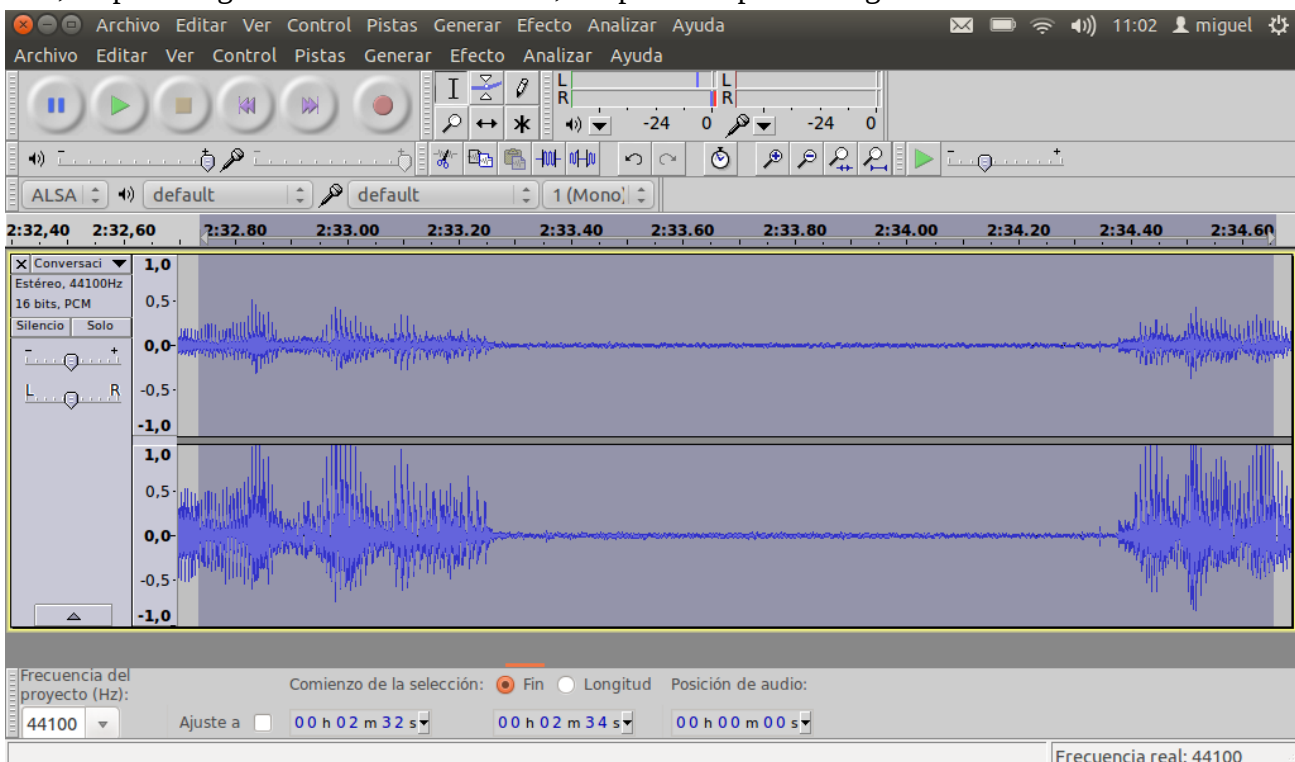 Archivo Editar Ver Control Pistas Generar Efecto Analizar Ayuda 11:02 miguel
Archivo Editar Ver Control Pistas Generar Efecto Analizar Ayuda
L L
R R
-24 0 -24 0
ALSA default default 1 (Mono)
2:32,40 2:32,60 2:32.80 2:33.00 2:33.20 2:33.40 2:33.60 2:33.80 2:34.00 2:34.20 2:34.40 2:34.60
X Conversaci 1,0
Estéreo, 44100Hz
16 bits, PCM 0,5
Silencio Solo
- + 0,0
L R -0,5
-1,0
1,0
0,5
0,0
-0,5
-1,0
Frecuencia del
proyecto (Hz): Comienzo de la selección: Fin Longitud Posición de audio:
44100 Ajuste a 00 h 02 m 32 s 00 h 02 m 34 s 00 h 00 m 00 s
Frecuencia real: 44100